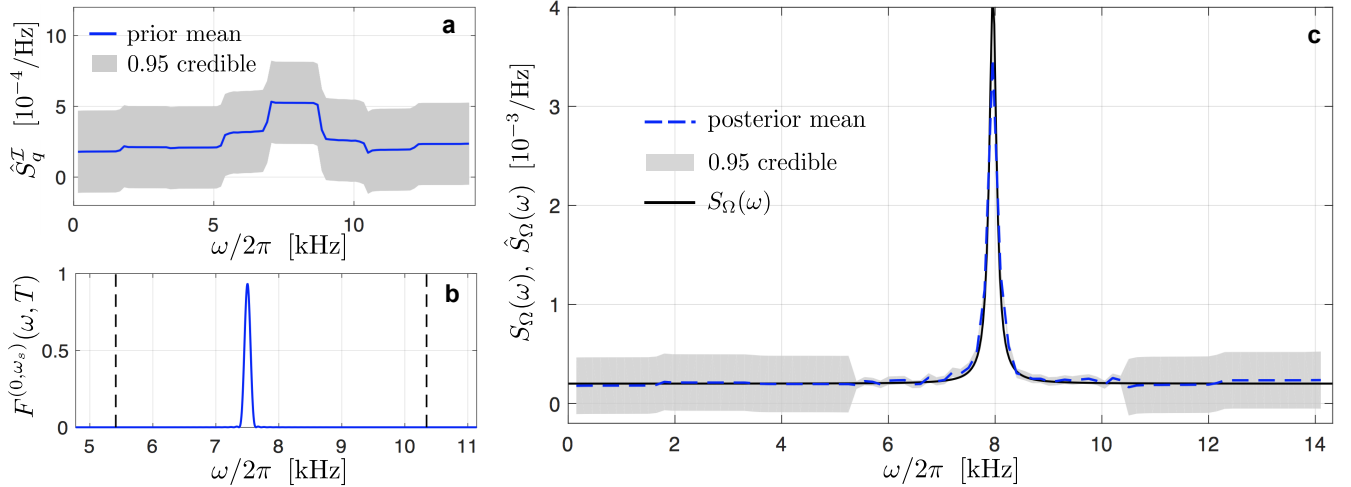 a
prior mean
0.95 credible
10
5
0
Ŝ_q^ℐ [10⁻⁴/Hz]
0 5 10
ω/2π [kHz]
b
1
0.5
0
F^(0,ω_s)(ω, T)
5 6 7 8 9 10 11
ω/2π [kHz]
c
4
3
2
1
0
S_Ω(ω), Ŝ_Ω(ω) [10⁻³/Hz]
posterior mean
0.95 credible
S_Ω(ω)
0 2 4 6 8 10 12 14
ω/2π [kHz]